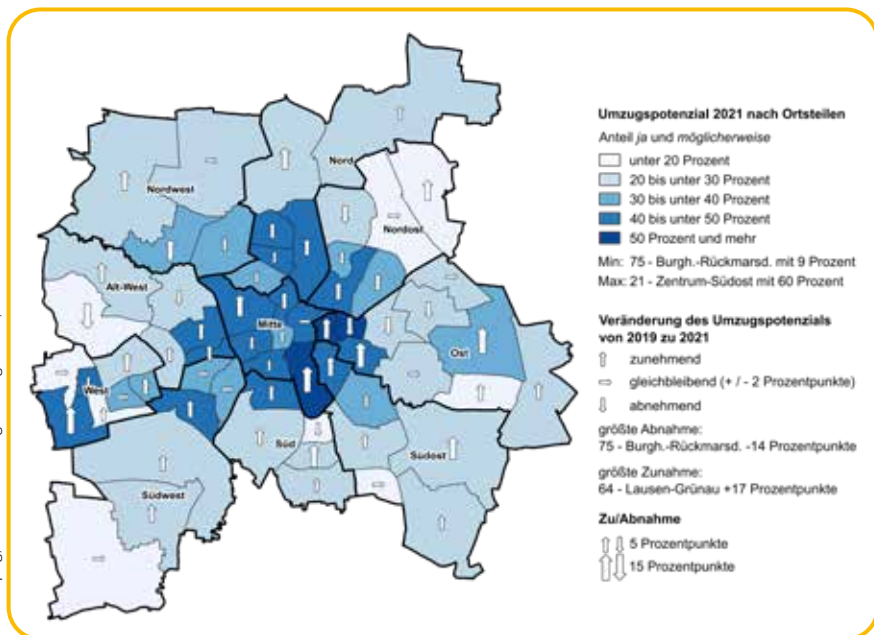 Nord
Nordwest
Nordost
Alt-West
Mitte
Ost
West
Süd
Südost
Südwest
Umzugspotenzial 2021 nach Ortsteilen
Anteil ja und möglicherweise
unter 20 Prozent
20 bis unter 30 Prozent
30 bis unter 40 Prozent
40 bis unter 50 Prozent
50 Prozent und mehr
Min: 75 - Burgh.-Rückmarsd. mit 9 Prozent
Max: 21 - Zentrum-Südost mit 60 Prozent
Veränderung des Umzugspotenzials
von 2019 zu 2021
zunehmend
gleichbleibend (+ / - 2 Prozentpunkte)
abnehmend
größte Abnahme:
75 - Burgh.-Rückmarsd. -14 Prozentpunkte
größte Zunahme:
64 - Lausen-Grünau +17 Prozentpunkte
Zu/Abnahme
5 Prozentpunkte
15 Prozentpunkte